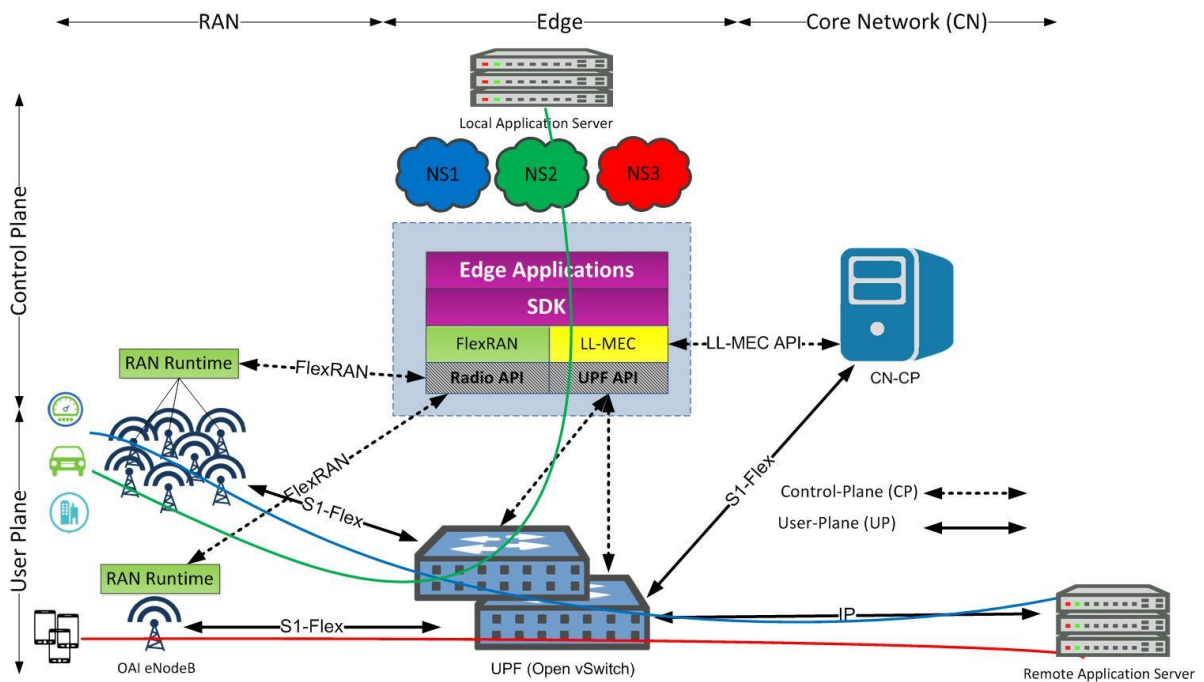 RAN
Edge
Core Network (CN)
Control Plane
User Plane
Local Application Server
NS1
NS2
NS3
Edge Applications
SDK
FlexRAN
LL-MEC
Radio API
UPF API
LL-MEC API
CN-CP
RAN Runtime
FlexRAN
FlexRAN
S1-Flex
S1-Flex
Control-Plane (CP)
User-Plane (UP)
RAN Runtime
S1-Flex
IP
OAI eNodeB
UPF (Open vSwitch)
Remote Application Server